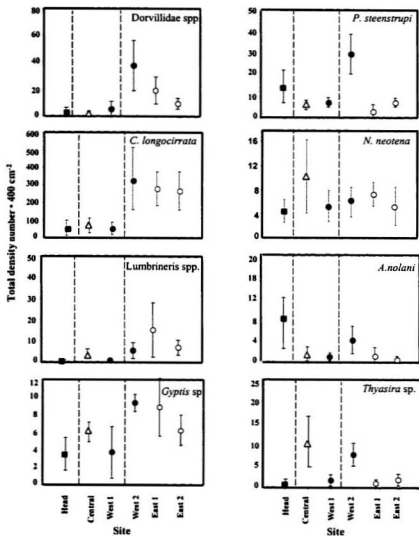 Total density number • 400 cm⁻²
Dorvillidae spp.
80
60
40
20
0
C. longocirrata
600
500
400
300
200
100
0
Lumbrineris spp.
50
40
30
20
10
0
Gyptis sp
12
10
8
6
4
2
0
Head
Central
West 1
West 2
East 1
East 2
Site
P. steenstrupi
50
40
30
20
10
0
N. neotena
16
12
8
4
0
A.nolani
20
16
12
8
4
0
Thyasira sp.
25
20
15
10
5
0
Head
Central
West 1
West 2
East 1
East 2
Site